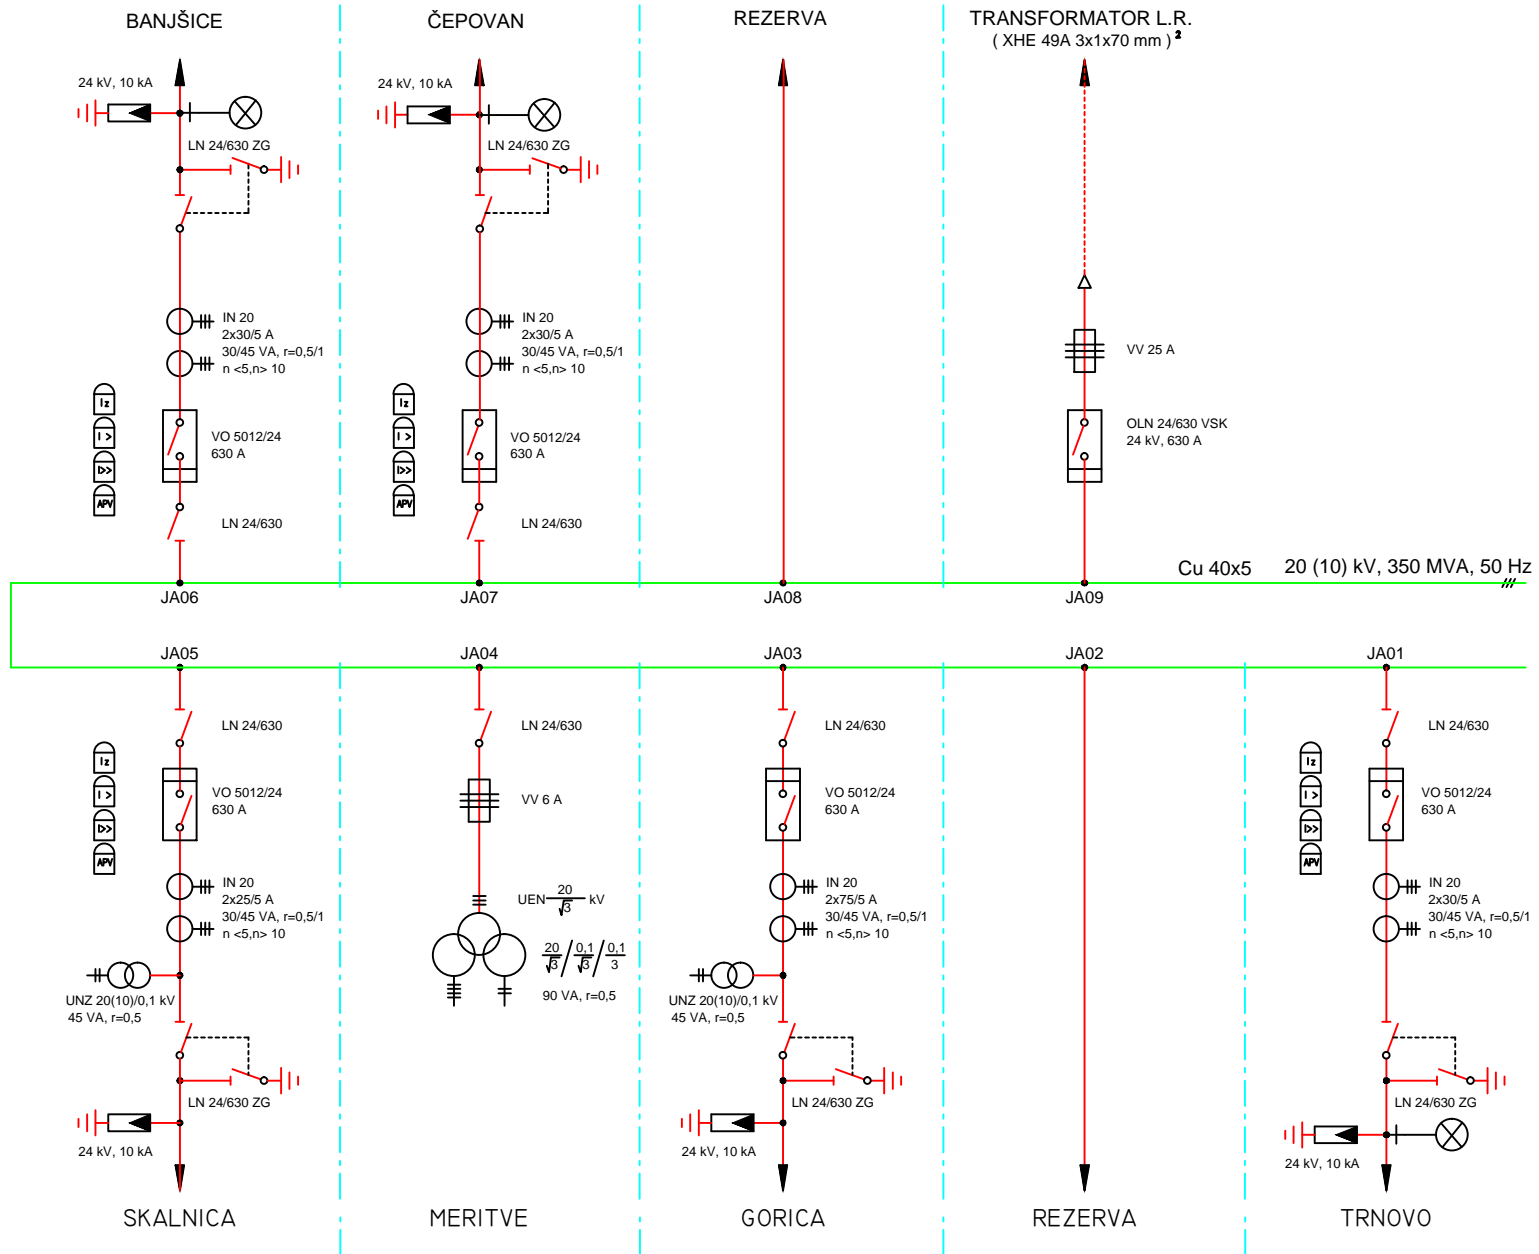 BANJŠICE
ČEPOVAN
REZERVA
TRANSFORMATOR L.R.
( XHE 49A 3x1x70 mm ) 2
24 kV, 10 kA
LN 24/630 ZG
IN 20
2x30/5 A
30/45 VA, r=0,5/1
n <5,n> 10
Iz
I >
I>>
APV
VO 5012/24
630 A
LN 24/630
24 kV, 10 kA
LN 24/630 ZG
IN 20
2x30/5 A
30/45 VA, r=0,5/1
n <5,n> 10
Iz
I >
I>>
APV
VO 5012/24
630 A
LN 24/630
VV 25 A
OLN 24/630 VSK
24 kV, 630 A
Cu 40x5
20 (10) kV, 350 MVA, 50 Hz
JA06
JA07
JA08
JA09
JA05
JA04
JA03
JA02
JA01
LN 24/630
Iz
I >
I>>
APV
VO 5012/24
630 A
IN 20
2x25/5 A
30/45 VA, r=0,5/1
n <5,n> 10
UNZ 20(10)/0,1 kV
45 VA, r=0,5
LN 24/630 ZG
24 kV, 10 kA
SKALNICA
LN 24/630
VV 6 A
UEN 20/√3 kV
20/√3 / 0,1/√3 / 0,1/3
90 VA, r=0,5
MERITVE
LN 24/630
VO 5012/24
630 A
IN 20
2x75/5 A
30/45 VA, r=0,5/1
n <5,n> 10
UNZ 20(10)/0,1 kV
45 VA, r=0,5
LN 24/630 ZG
24 kV, 10 kA
GORICA
REZERVA
LN 24/630
Iz
I >
I>>
APV
VO 5012/24
630 A
IN 20
2x30/5 A
30/45 VA, r=0,5/1
n <5,n> 10
LN 24/630 ZG
24 kV, 10 kA
TRNOVO